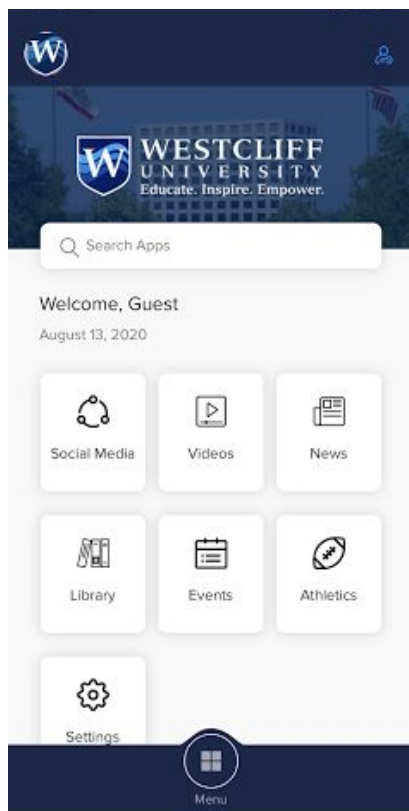 W
W
WESTCLIFF
UNIVERSITY
Educate. Inspire. Empower.
Search Apps
Welcome, Guest
August 13, 2020
Social Media
Videos
News
Library
Events
Athletics
Settings
Menu